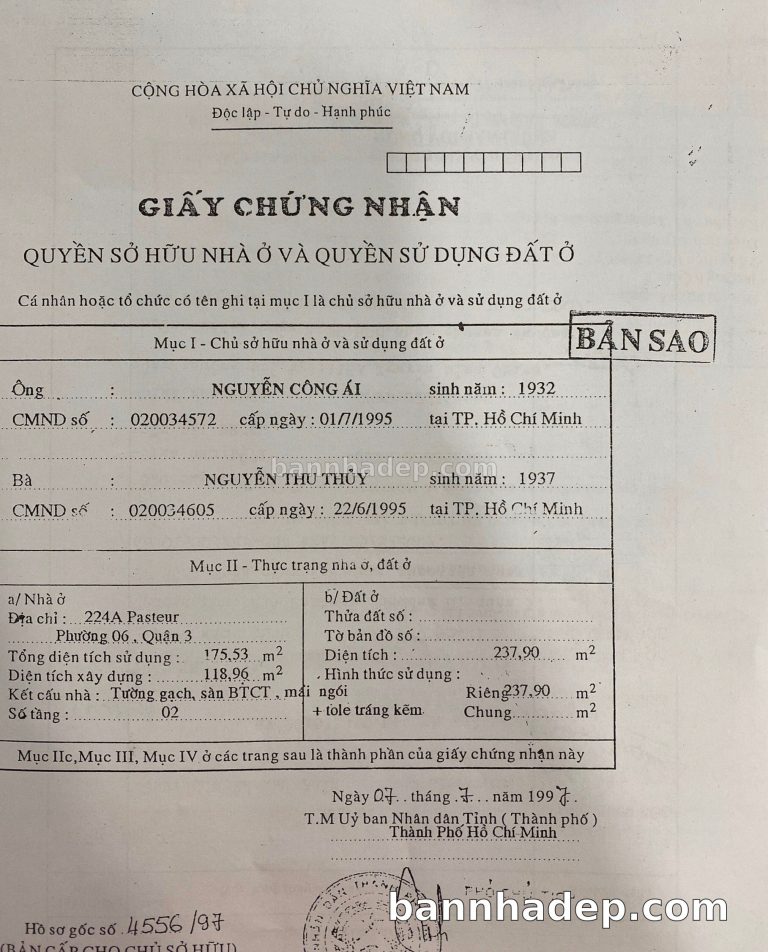 CỘNG HÒA XÃ HỘI CHỦ NGHĨA VIỆT NAM
Độc lập - Tự do - Hạnh phúc
GIẤY CHỨNG NHẬN
QUYỀN SỞ HỮU NHÀ Ở VÀ QUYỀN SỬ DỤNG ĐẤT Ở
Cá nhân hoặc tổ chức có tên ghi tại mục I là chủ sở hữu nhà ở và sử dụng đất ở
BẢN SAO
Mục I - Chủ sở hữu nhà ở và sử dụng đất ở
Ông : NGUYỄN CÔNG ÁI sinh năm : 1932
CMND số : 020034572 cấp ngày : 01/7/1995 tại TP. Hồ Chí Minh
bannhadep.com
Bà : NGUYỄN THU THỦY sinh năm : 1937
CMND số : 020034605 cấp ngày : 22/6/1995 tại TP. Hồ Chí Minh
Mục II - Thực trạng nhà ở, đất ở
a/ Nhà ở
Địa chỉ : 224A Pasteur
Phường 06 , Quận 3
Tổng diện tích sử dụng : 175,53 m2
Diện tích xây dựng : 118,96 m2
Kết cấu nhà : Tường gạch, sàn BTCT , mái ngói
Số tầng : 02 + tole tráng kẽm
b/ Đất ở
Thửa đất số :
Tờ bản đồ số :
Diện tích : 237,90 m2
Hình thức sử dụng :
Riêng 237,90 m2
Chung m2
Mục IIc,Mục III, Mục IV ở các trang sau là thành phần của giấy chứng nhận này
Ngày 07 tháng 7 năm 1997
T.M Uỷ ban Nhân dân Tỉnh ( Thành phố )
Thành Phố Hồ Chí Minh
bannhadep.com
Hồ sơ gốc số 4556/97
(BẢN CẤP CHO CHỦ SỞ HỮU)